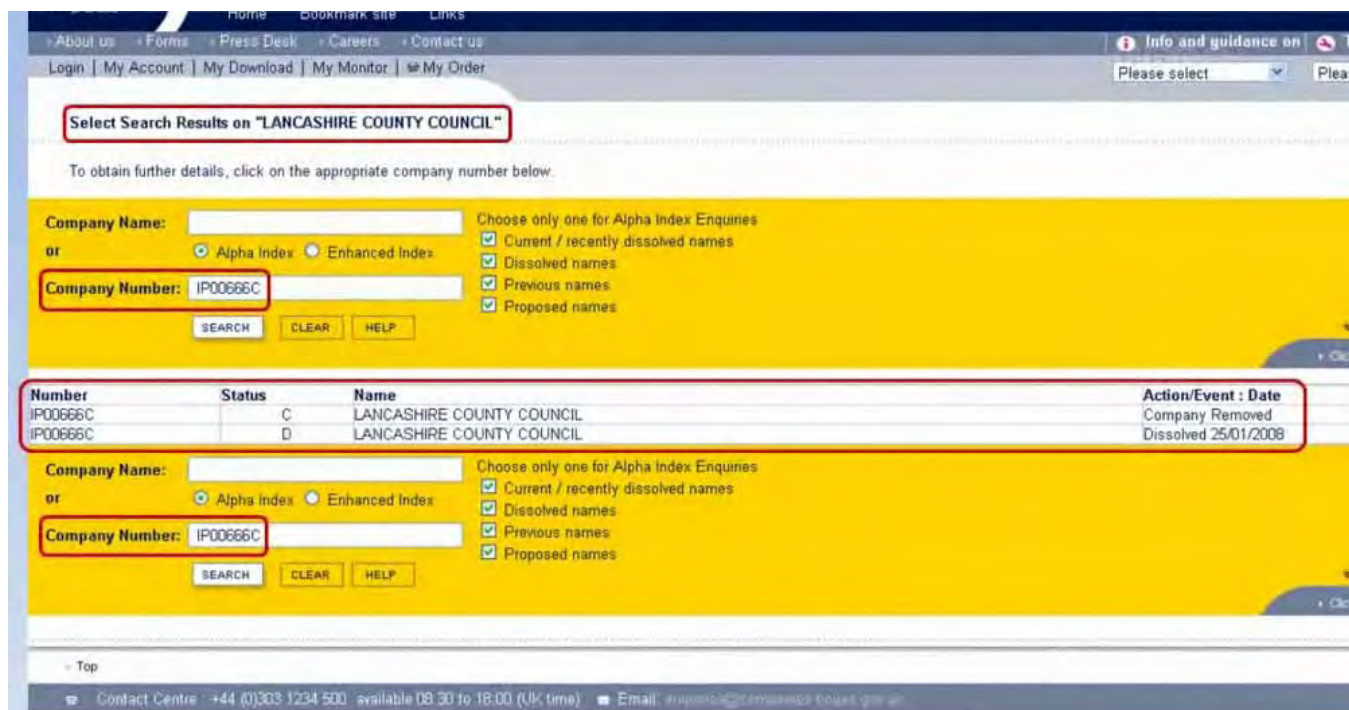 Home Bookmark site Links
About us Forms Press Desk Careers Contact us Info and guidance on
Login | My Account | My Download | My Monitor | My Order Please select Plea
Select Search Results on "LANCASHIRE COUNTY COUNCIL"
To obtain further details, click on the appropriate company number below.
Company Name: Choose only one for Alpha Index Enquiries
or Alpha Index Enhanced Index Current / recently dissolved names
Dissolved names
Company Number: IP00666C Previous names
Proposed names
SEARCH CLEAR HELP
Number Status Name Action/Event : Date
IP00666C C LANCASHIRE COUNTY COUNCIL Company Removed
IP00666C D LANCASHIRE COUNTY COUNCIL Dissolved 25/01/2008
Company Name: Choose only one for Alpha Index Enquiries
or Alpha Index Enhanced Index Current / recently dissolved names
Dissolved names
Company Number: IP00666C Previous names
Proposed names
SEARCH CLEAR HELP
Top
Contact Centre : +44 (0)303 1234 500 available 08:30 to 18:00 (UK time) Email: